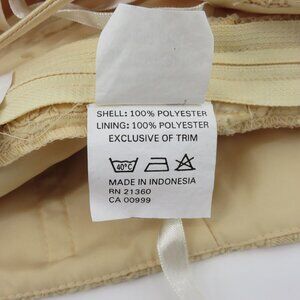 SHELL: 100% POLYESTER
LINING: 100% POLYESTER
EXCLUSIVE OF TRIM
40°C
MADE IN INDONESIA
RN 21360
CA 00999